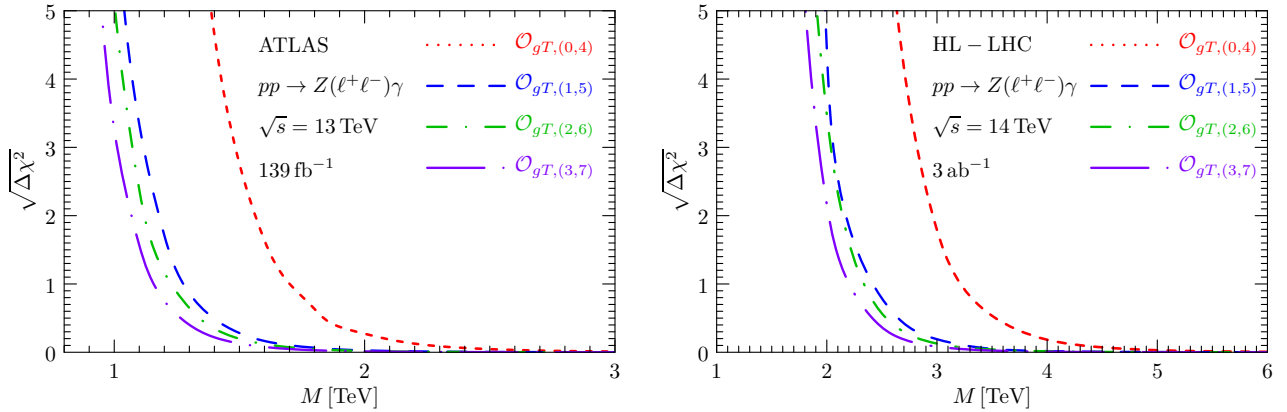 5
4
3
2
1
0
√Δχ²
ATLAS
pp → Z(ℓ⁺ℓ⁻)γ
√s = 13 TeV
139 fb⁻¹
𝒪gT,(0,4)
𝒪gT,(1,5)
𝒪gT,(2,6)
𝒪gT,(3,7)
1 2 3
M [TeV]
5
4
3
2
1
0
√Δχ²
HL − LHC
pp → Z(ℓ⁺ℓ⁻)γ
√s = 14 TeV
3 ab⁻¹
𝒪gT,(0,4)
𝒪gT,(1,5)
𝒪gT,(2,6)
𝒪gT,(3,7)
1 2 3 4 5 6
M [TeV]